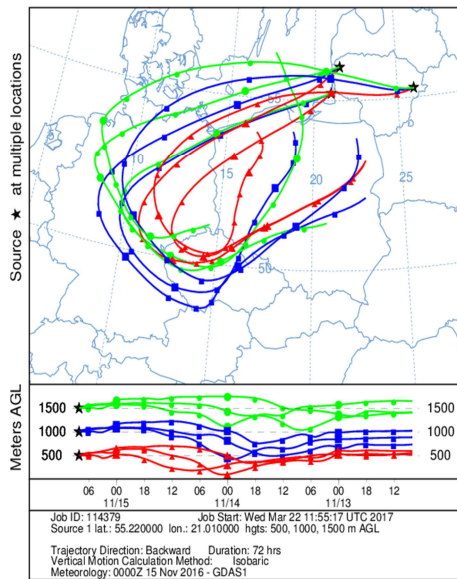 Source ★ at multiple locations
55
20
25
15
10
50
Meters AGL
1500
1000
500
1500
1000
500
06 00 18 12 06 00 18 12 06 00 18 12
11/15 11/14 11/13
Job ID: 114379 Job Start: Wed Mar 22 11:55:17 UTC 2017
Source 1 lat.: 55.220000 lon.: 21.010000 hgts: 500, 1000, 1500 m AGL
Trajectory Direction: Backward Duration: 72 hrs
Vertical Motion Calculation Method: Isobaric
Meteorology: 0000Z 15 Nov 2016 - GDAS1